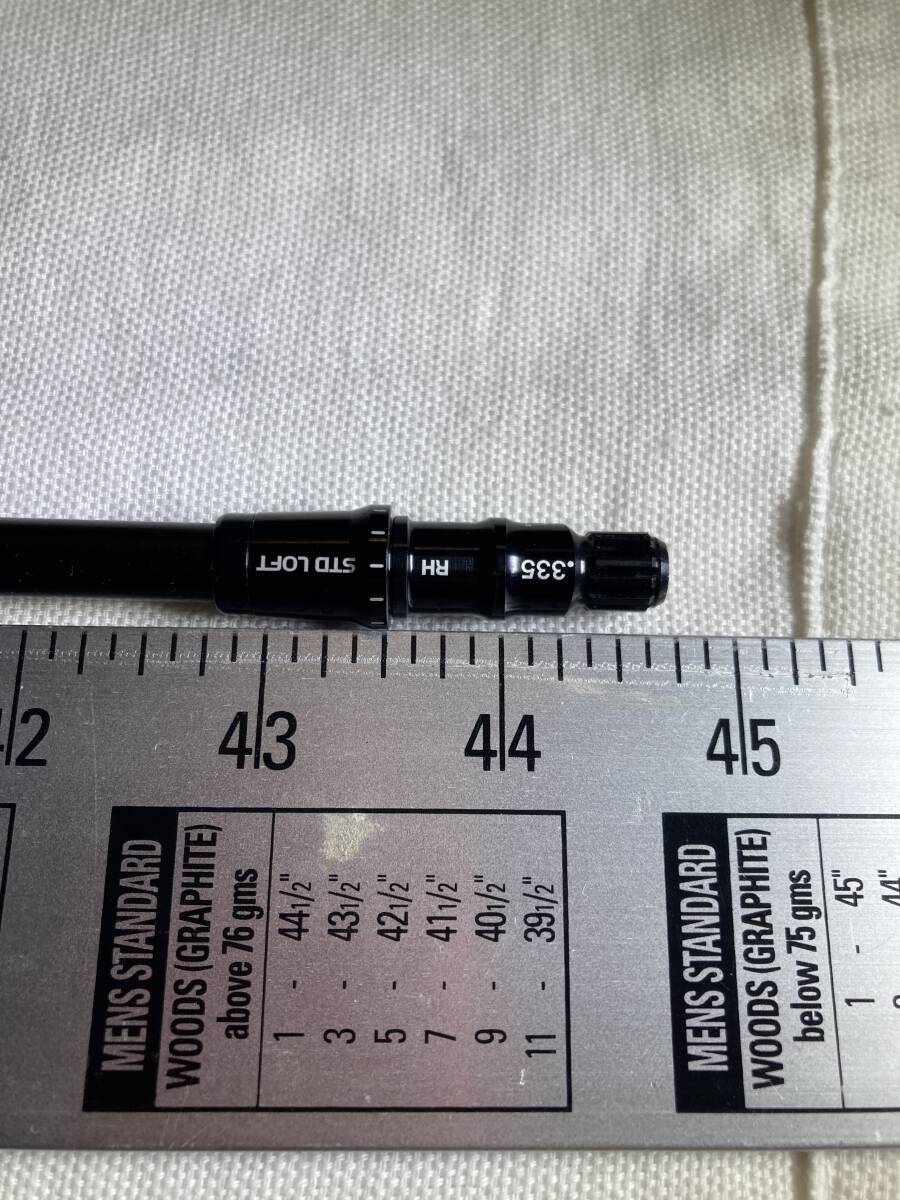 STD LOFT
RH
.335
42
43
44
45
MENS STANDARD
WOODS (GRAPHITE)
above 76 gms
1 - 44 1/2"
3 - 43 1/2"
5 - 42 1/2"
7 - 41 1/2"
9 - 40 1/2"
11 - 39 1/2"
MENS STANDARD
WOODS (GRAPHITE)
below 75 gms
1 - 45"
44"